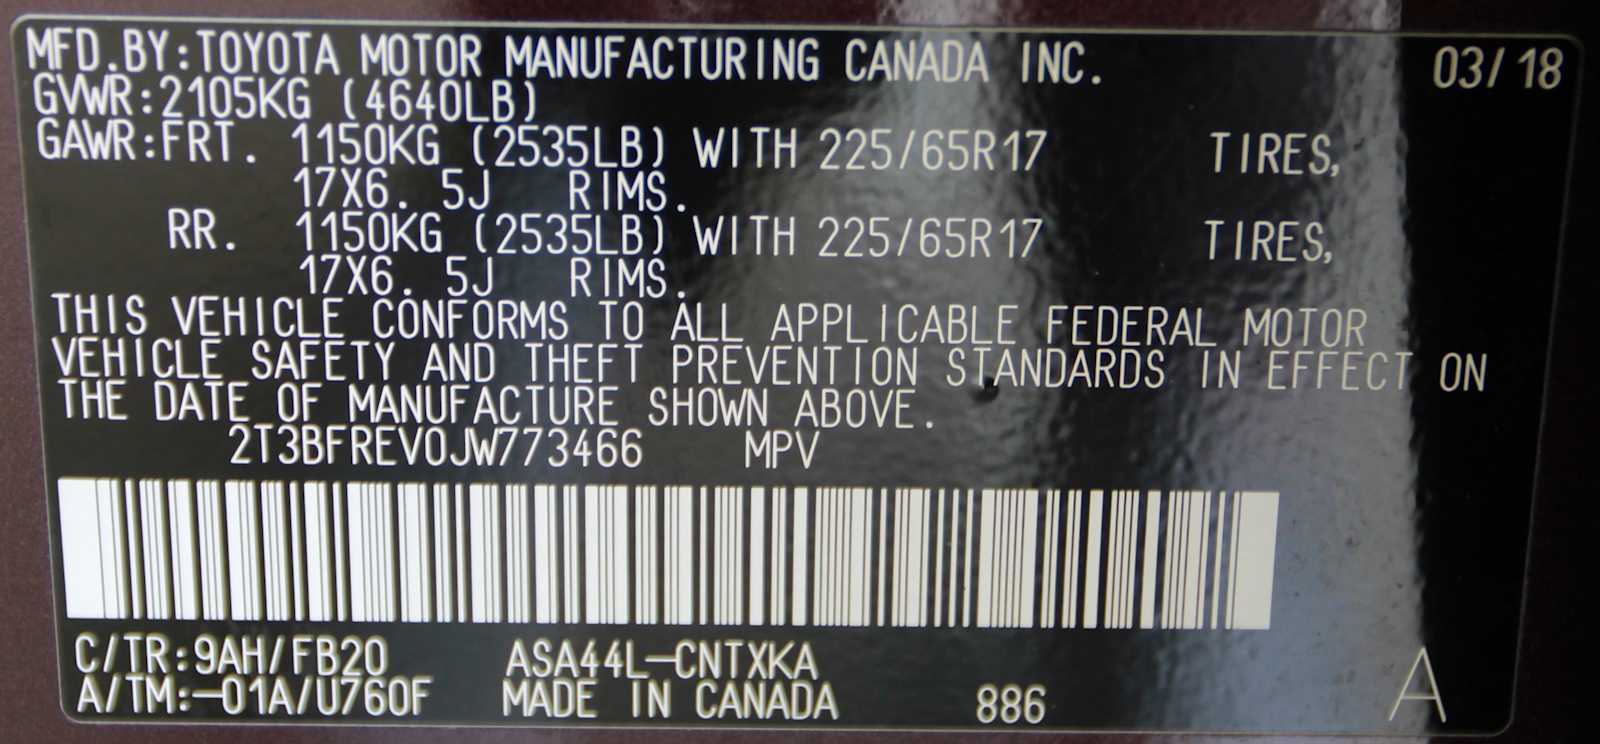 MFD.BY:TOYOTA MOTOR MANUFACTURING CANADA INC. 03/18
GVWR:2105KG (4640LB)
GAWR:FRT. 1150KG (2535LB) WITH 225/65R17 TIRES,
17X6. 5J RIMS.
RR. 1150KG (2535LB) WITH 225/65R17 TIRES,
17X6. 5J RIMS.
THIS VEHICLE CONFORMS TO ALL APPLICABLE FEDERAL MOTOR
VEHICLE SAFETY AND THEFT PREVENTION STANDARDS IN EFFECT ON
THE DATE OF MANUFACTURE SHOWN ABOVE.
2T3BFREV0JW773466 MPV
C/TR:9AH/FB20 ASA44L-CNTXKA
A/TM:-01A/U760F MADE IN CANADA 886 A